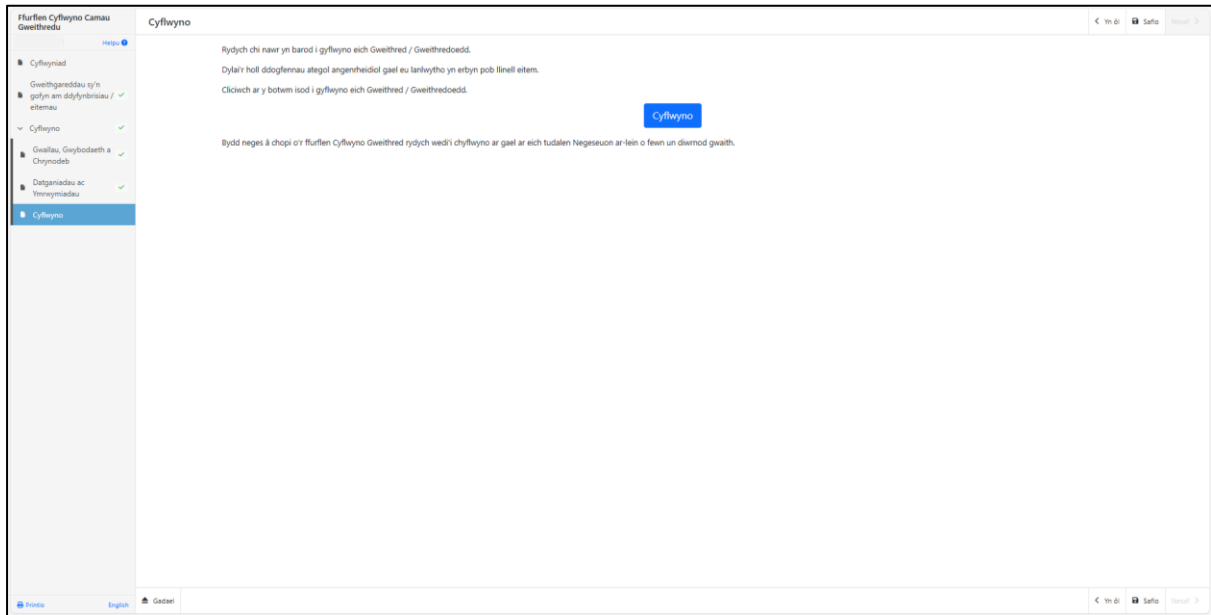 Ffurflen Cyflwyno Camau
Gweithredu
Helpu
Cyflwyniad
Gweithgareddau sy'n
gofyn am ddyfynbrisiau /
eitemau
Cyflwyno
Gwallau, Gwybodaeth a
Chrynodeb
Datganiadau ac
Ymrwymiadau
Cyflwyno
Printio English
Cyflwyno
Yn ôl Safio Nesaf
Rydych chi nawr yn barod i gyflwyno eich Gweithred / Gweithredoedd.
Dylai'r holl ddogfennau ategol angenrheidiol gael eu lanlwytho yn erbyn pob llinell eitem.
Cliciwch ar y botwm isod i gyflwyno eich Gweithred / Gweithredoedd.
Cyflwyno
Bydd neges â chopi o'r ffurflen Cyflwyno Gweithred rydych wedi'i chyflwyno ar gael ar eich tudalen Negeseuon ar-lein o fewn un diwrnod gwaith.
Gadael
Yn ôl Safio Nesaf